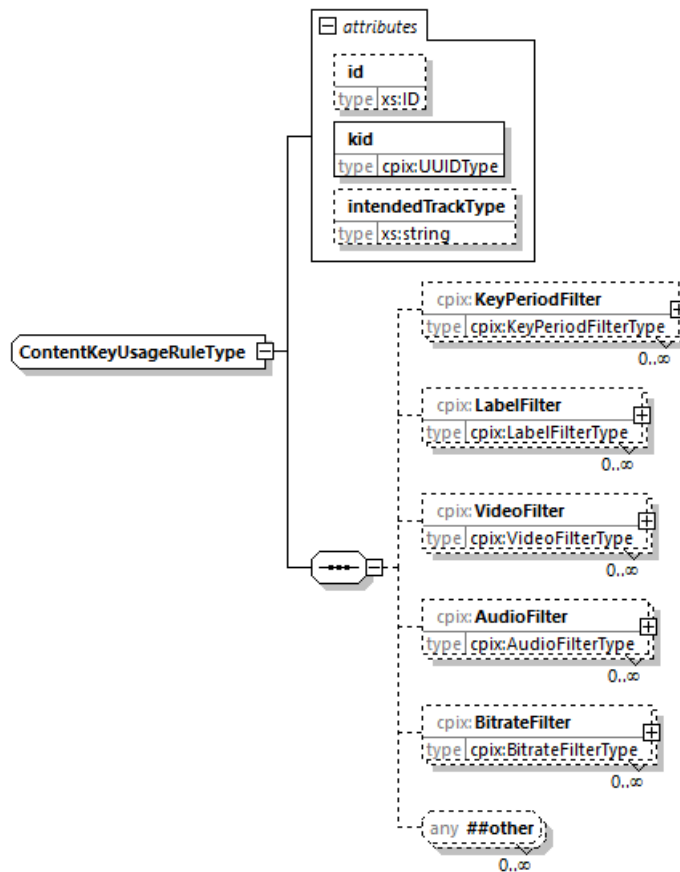 attributes
id
type xs:ID
kid
type cpix:UUIDType
intendedTrackType
type xs:string
ContentKeyUsageRuleType
cpix:KeyPeriodFilter
type cpix:KeyPeriodFilterType
0..∞
cpix:LabelFilter
type cpix:LabelFilterType
0..∞
cpix:VideoFilter
type cpix:VideoFilterType
0..∞
cpix:AudioFilter
type cpix:AudioFilterType
0..∞
cpix:BitrateFilter
type cpix:BitrateFilterType
0..∞
any ##other
0..∞